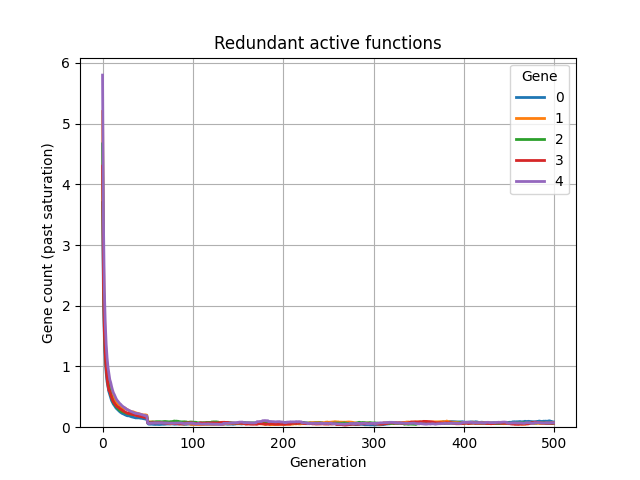 Redundant active functions
Gene count (past saturation)
6
5
4
3
2
1
0
Gene
0
1
2
3
4
0 100 200 300 400 500
Generation